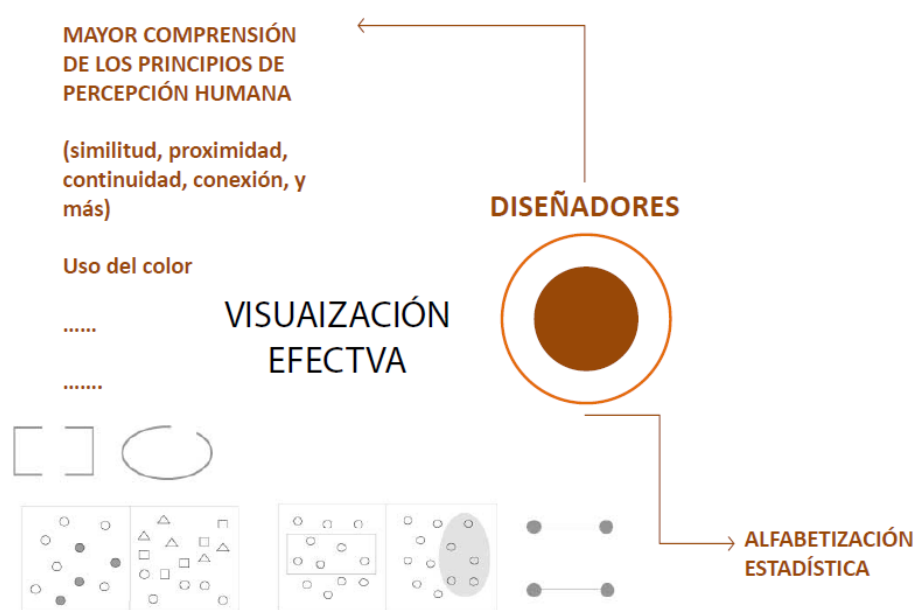 MAYOR COMPRENSIÓN
DE LOS PRINCIPIOS DE
PERCEPCIÓN HUMANA
(similitud, proximidad,
continuidad, conexión, y
más)
Uso del color
......
.......
DISEÑADORES
VISUAIZACIÓN
EFECTVA
ALFABETIZACIÓN
ESTADÍSTICA